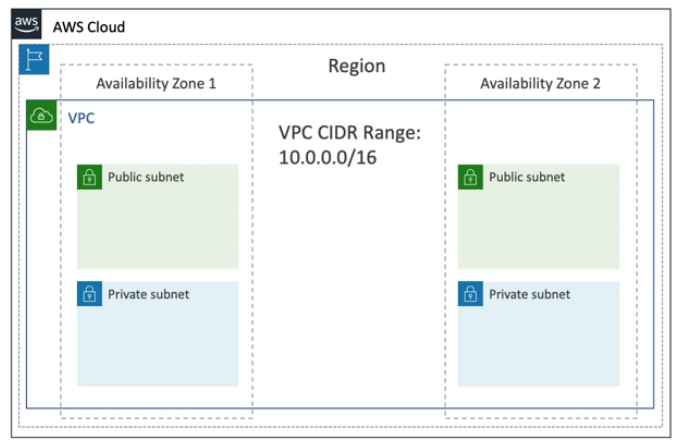 aws
AWS Cloud
Region
Availability Zone 1
Availability Zone 2
VPC
VPC CIDR Range:
10.0.0.0/16
Public subnet
Public subnet
Private subnet
Private subnet